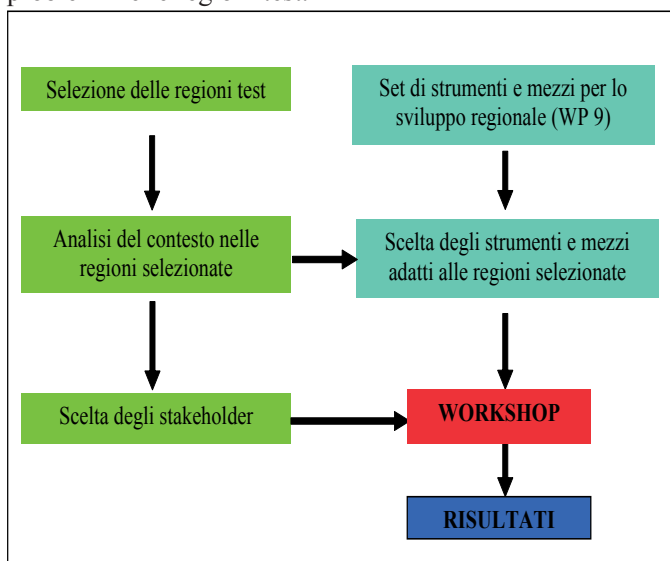 Selezione delle regioni test
Set di strumenti e mezzi per lo
sviluppo regionale (WP 9)
Analisi del contesto nelle
regioni selezionate
Scelta degli strumenti e mezzi
adatti alle regioni selezionate
Scelta degli stakeholder
WORKSHOP
RISULTATI